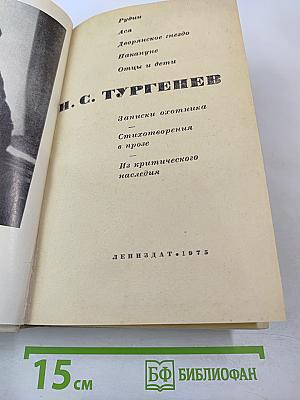 Рудин
Ася
Дворянское гнездо
Накануне
Отцы и дети
И. С. ТУРГЕНЕВ
Записки охотника
—
Стихотворения
в прозе
—
Из критического
наследия
ЛЕНИЗДАТ • 1975
15 см
БФ БИБЛИОФАН